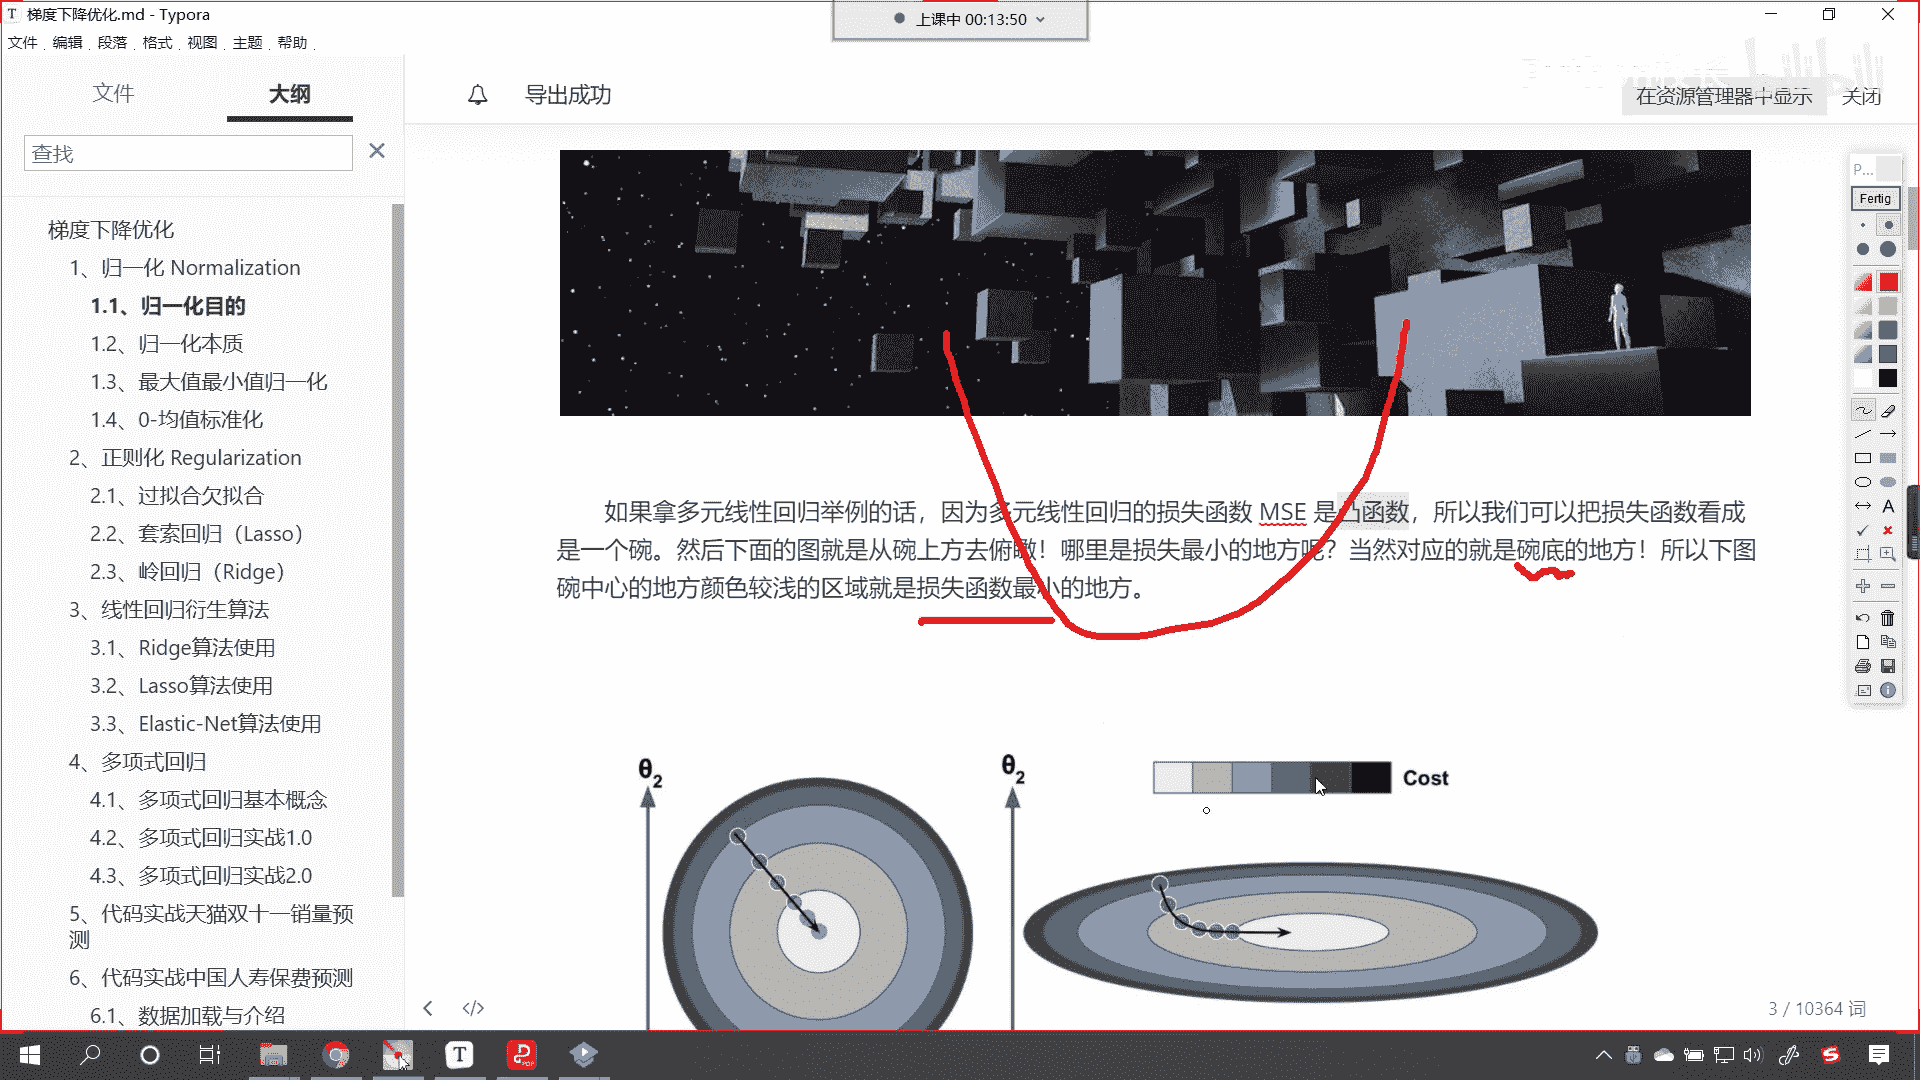 梯度下降优化.md - Typora
上课中 00:13:50
文件 编辑 段落 格式 视图 主题 帮助
文件
大纲
导出成功
在资源管理器中显示
关闭
查找
梯度下降优化
1、归一化 Normalization
1.1、归一化目的
1.2、归一化本质
1.3、最大值最小值归一化
1.4、0-均值标准化
2、正则化 Regularization
2.1、过拟合欠拟合
2.2、套索回归（Lasso）
2.3、岭回归（Ridge）
3、线性回归衍生算法
3.1、Ridge算法使用
3.2、Lasso算法使用
3.3、Elastic-Net算法使用
4、多项式回归
4.1、多项式回归基本概念
4.2、多项式回归实战1.0
4.3、多项式回归实战2.0
5、代码实战天猫双十一销量预
测
6、代码实战中国人寿保费预测
6.1、数据加载与介绍
如果拿多元线性回归举例的话，因为多元线性回归的损失函数 MSE 是凸函数，所以我们可以把损失函数看成
是一个碗。然后下面的图就是从碗上方去俯瞰！哪里是损失最小的地方呢？当然对应的就是碗底的地方！所以下图
碗中心的地方颜色较浅的区域就是损失函数最小的地方。
θ2
θ2
Cost
P...
Fertig
A
3 / 10364 词